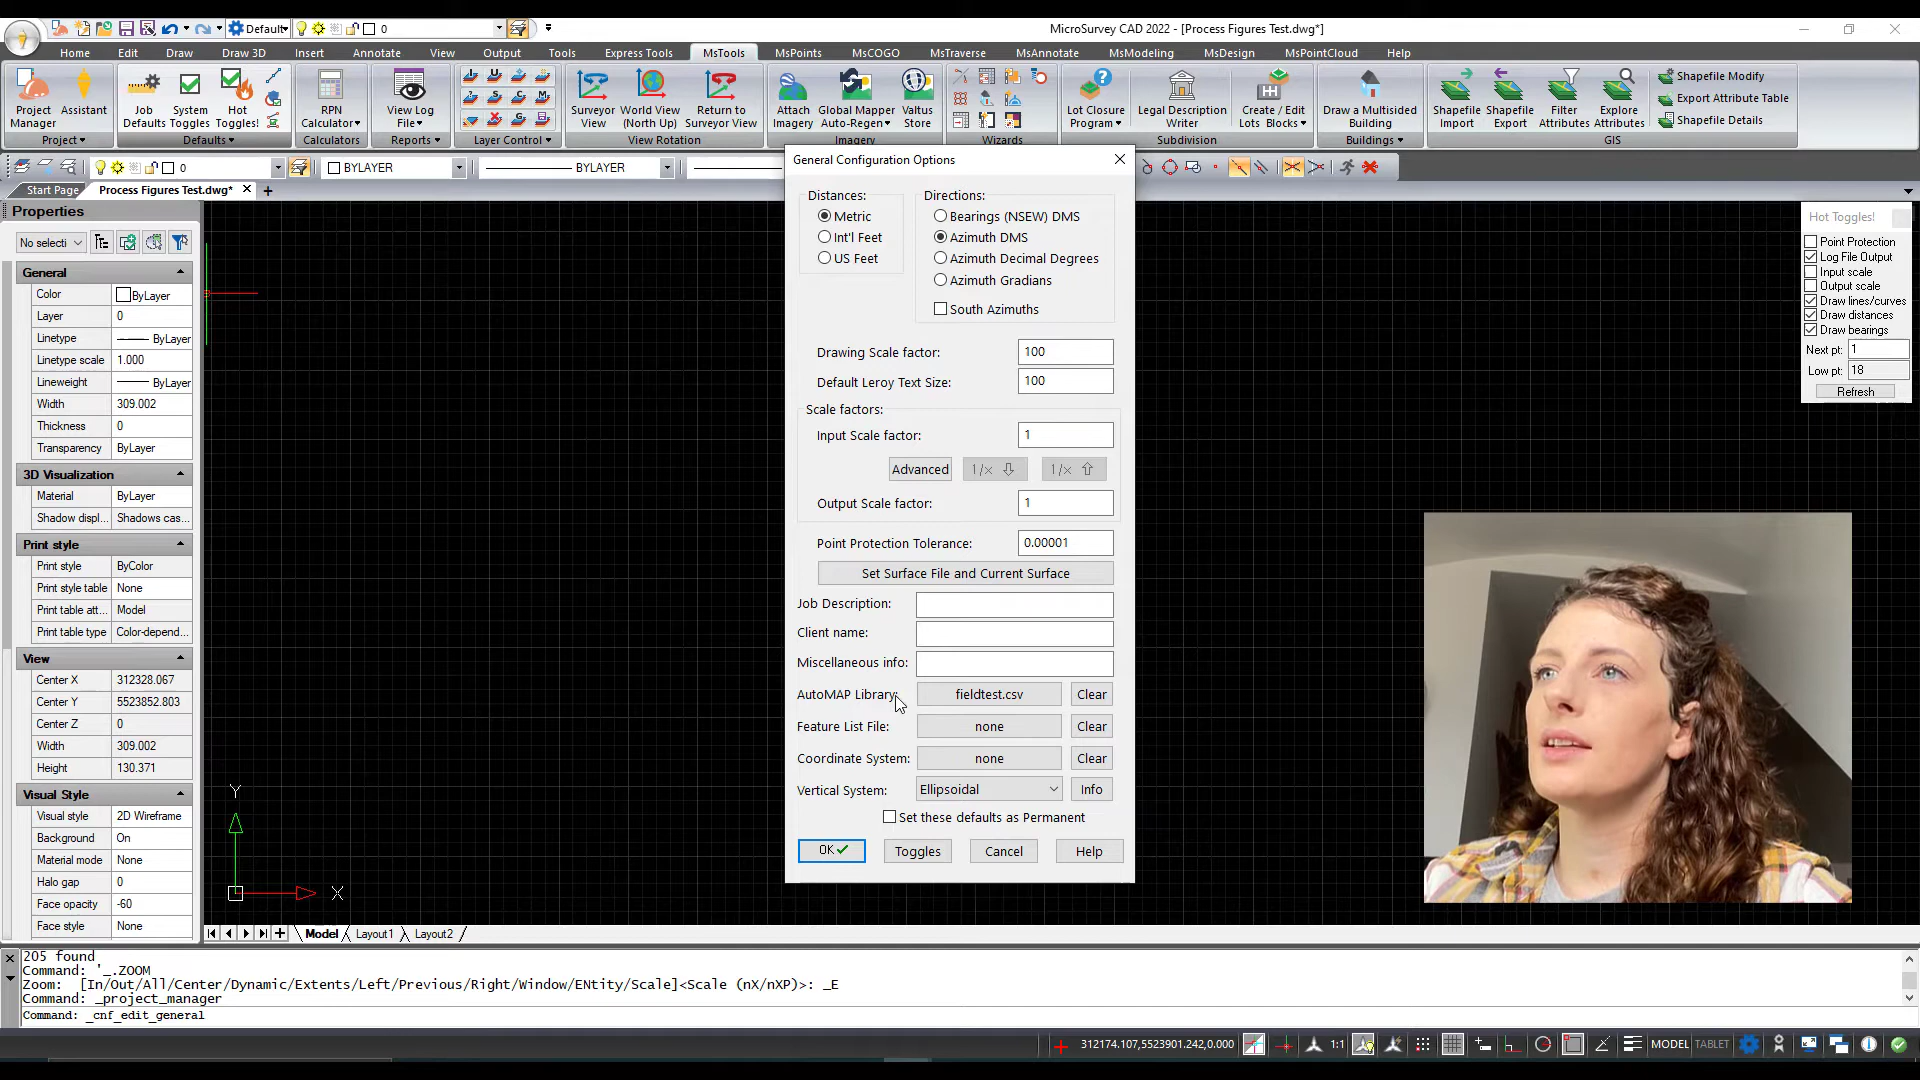 Default
0
MicroSurvey CAD 2022 - [Process Figures Test.dwg*]
Home Edit Draw Draw 3D Insert Annotate View Output Tools Express Tools MsTools MsPoints MsCOGO MsTraverse MsAnnotate MsModeling MsDesign MsPointCloud Help
Project Manager
Assistant
Job Defaults
System Toggles
Hot Toggles!
RPN Calculator
View Log File
Surveyor View
World View (North Up)
Return to Surveyor View
Attach Imagery
Global Mapper Auto-Regen
Valtus Store
Lot Closure Program
Legal Description Writer
Create / Edit Lots Blocks
Draw a Multisided Building
Shapefile Import
Shapefile Export
Filter Attributes
Explore Attributes
Shapefile Modify
Export Attribute Table
Shapefile Details
Project Defaults Calculators Reports Layer Control View Rotation Imagery Wizards Subdivision Buildings GIS
0 BYLAYER BYLAYER
Start Page Process Figures Test.dwg*
Properties
No selecti
General
Color ByLayer
Layer 0
Linetype ByLayer
Linetype scale 1.000
Lineweight ByLayer
Width 309.002
Thickness 0
Transparency ByLayer
3D Visualization
Material ByLayer
Shadow displ... Shadows cas...
Print style
Print style ByColor
Print style table None
Print table att... Model
Print table type Color-depend...
View
Center X 312328.067
Center Y 5523852.803
Center Z 0
Width 309.002
Height 130.371
Visual Style
Visual style 2D Wireframe
Background On
Material mode None
Halo gap 0
Face opacity -60
Face style None
Y
X
General Configuration Options
Distances:
Metric
Int'l Feet
US Feet
Directions:
Bearings (NSEW) DMS
Azimuth DMS
Azimuth Decimal Degrees
Azimuth Gradians
South Azimuths
Drawing Scale factor: 100
Default Leroy Text Size: 100
Scale factors:
Input Scale factor: 1
Advanced 1/x 1/x
Output Scale factor: 1
Point Protection Tolerance: 0.00001
Set Surface File and Current Surface
Job Description:
Client name:
Miscellaneous info:
AutoMAP Library: fieldtest.csv Clear
Feature List File: none Clear
Coordinate System: none Clear
Vertical System: Ellipsoidal Info
Set these defaults as Permanent
OK Toggles Cancel Help
Hot Toggles!
Point Protection
Log File Output
Input scale
Output scale
Draw lines/curves
Draw distances
Draw bearings
Next pt: 1
Low pt: 18
Refresh
Model Layout1 Layout2
205 found
Command: '_.ZOOM
Zoom: [In/Out/All/Center/Dynamic/Extents/Left/Previous/Right/Window/ENtity/Scale]<Scale (nX/nXP)>: _E
Command: _project_manager
Command: _cnf_edit_general
312174.107,5523901.242,0.000 1:1 MODEL TABLET